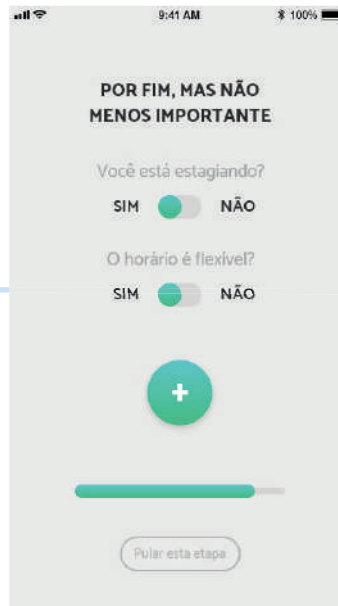 9:41 AM 100%
POR FIM, MAS NÃO
MENOS IMPORTANTE
Você está estagiando?
SIM NÃO
O horário é flexível?
SIM NÃO
+
Pular esta etapa